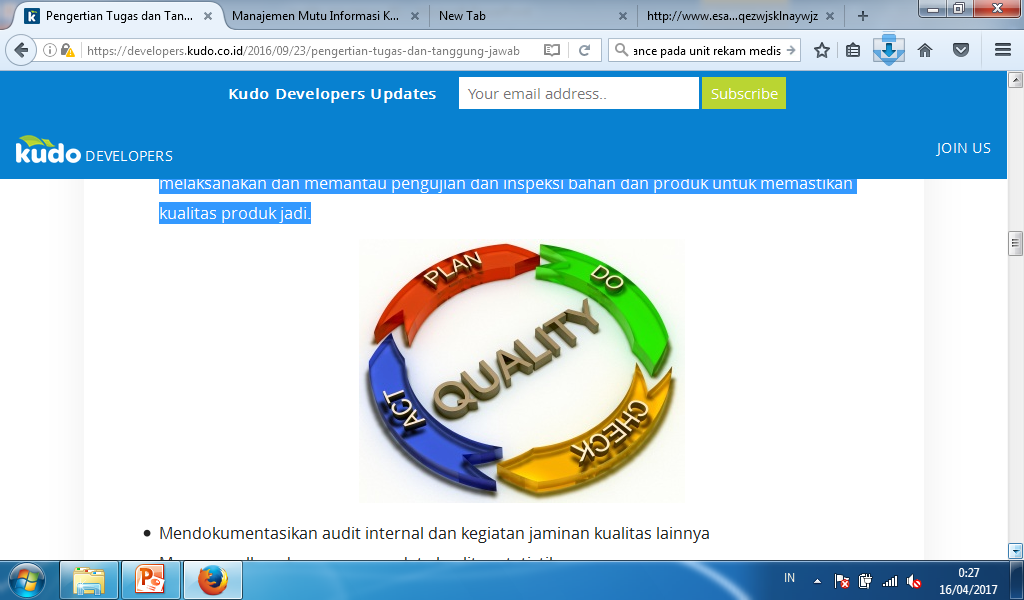 Pengertian Tugas dan Tan...
Manajemen Mutu Informasi K...
New Tab
http://www.esa...qezwjsklnaywjz
https://developers.kudo.co.id/2016/09/23/pengertian-tugas-dan-tanggung-jawab
ance pada unit rekam medis
Kudo Developers Updates
Your email address..
Subscribe
kudo DEVELOPERS
JOIN US
melaksanakan dan memantau pengujian dan inspeksi bahan dan produk untuk memastikan
kualitas produk jadi.
PLAN
DO
QUALITY
ACT
CHECK
Mendokumentasikan audit internal dan kegiatan jaminan kualitas lainnya
IN
0:27
16/04/2017